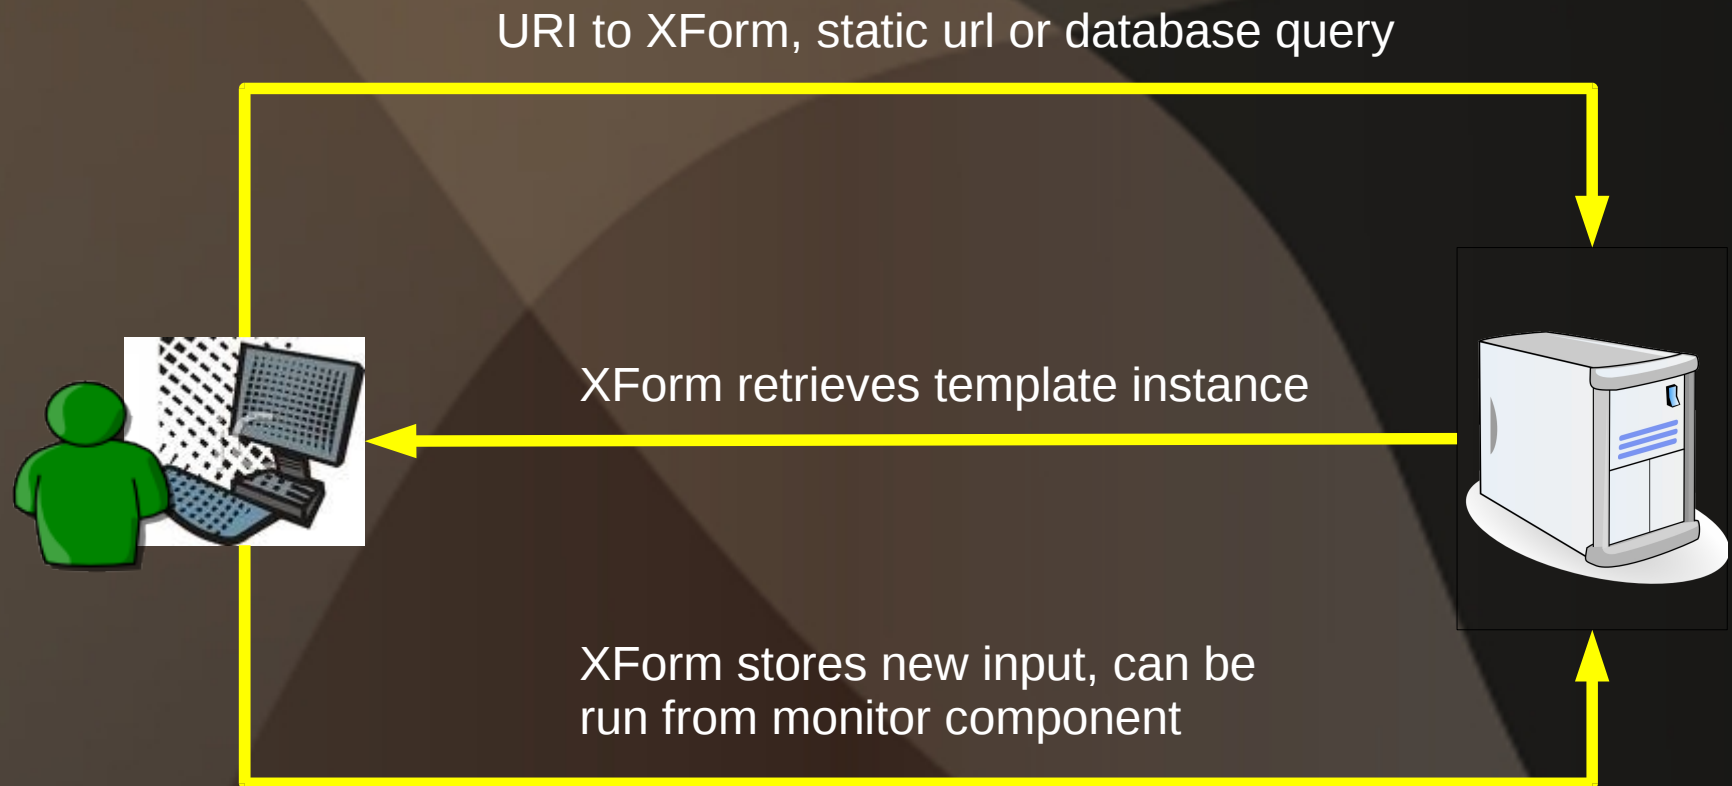 URI to XForm, static url or database query
XForm retrieves template instance
XForm stores new input, can be
run from monitor component